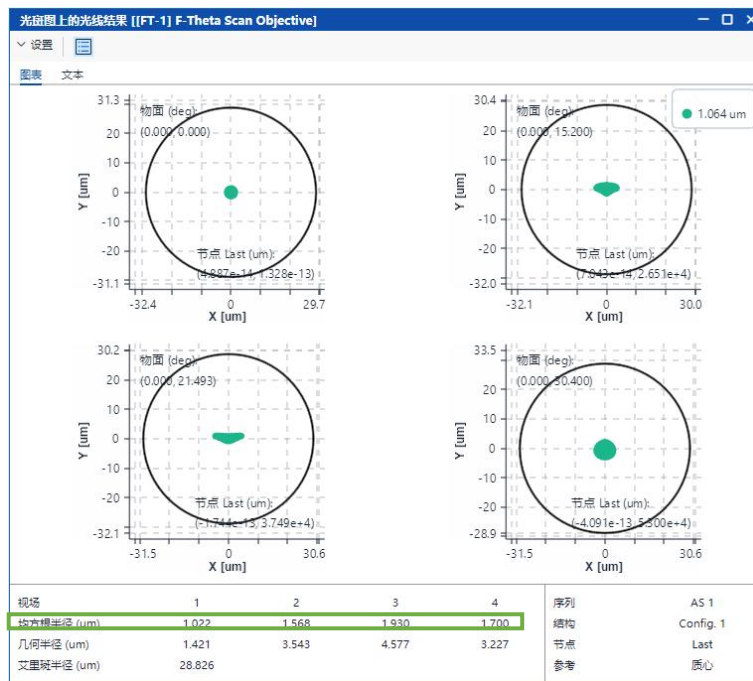 光斑图上的光线结果 [[FT-1] F-Theta Scan Objective]
设置
图表 文本
31.3
20
10
0
-10
-20
-31.1
Y [um]
物面 (deg):
(0.000, 0.000)
节点 Last (um):
(4.887e-14, 1.328e-13)
-32.4 0 29.7
X [um]
30.4
20
10
0
-10
-20
-32.0
Y [um]
物面 (deg):
(0.000, 15.200)
1.064 um
节点 Last (um):
(7.043e-14, 2.651e+4)
-32.1 0 30.0
X [um]
30.2
20
10
0
-10
-20
-32.1
Y [um]
物面 (deg):
(0.000, 21.493)
节点 Last (um):
(-1.744e-13, 3.749e+4)
-31.5 0 30.6
X [um]
33.5
20
10
0
-10
-20
-28.9
Y [um]
物面 (deg):
(0.000, 30.400)
节点 Last (um):
(-4.091e-13, 5.300e+4)
-31.5 0 30.6
X [um]
视场 1 2 3 4
均方根半径 (um) 1.022 1.568 1.930 1.700
几何半径 (um) 1.421 3.543 4.577 3.227
艾里斑半径 (um) 28.826
序列 AS 1
结构 Config. 1
节点 Last
参考 质心